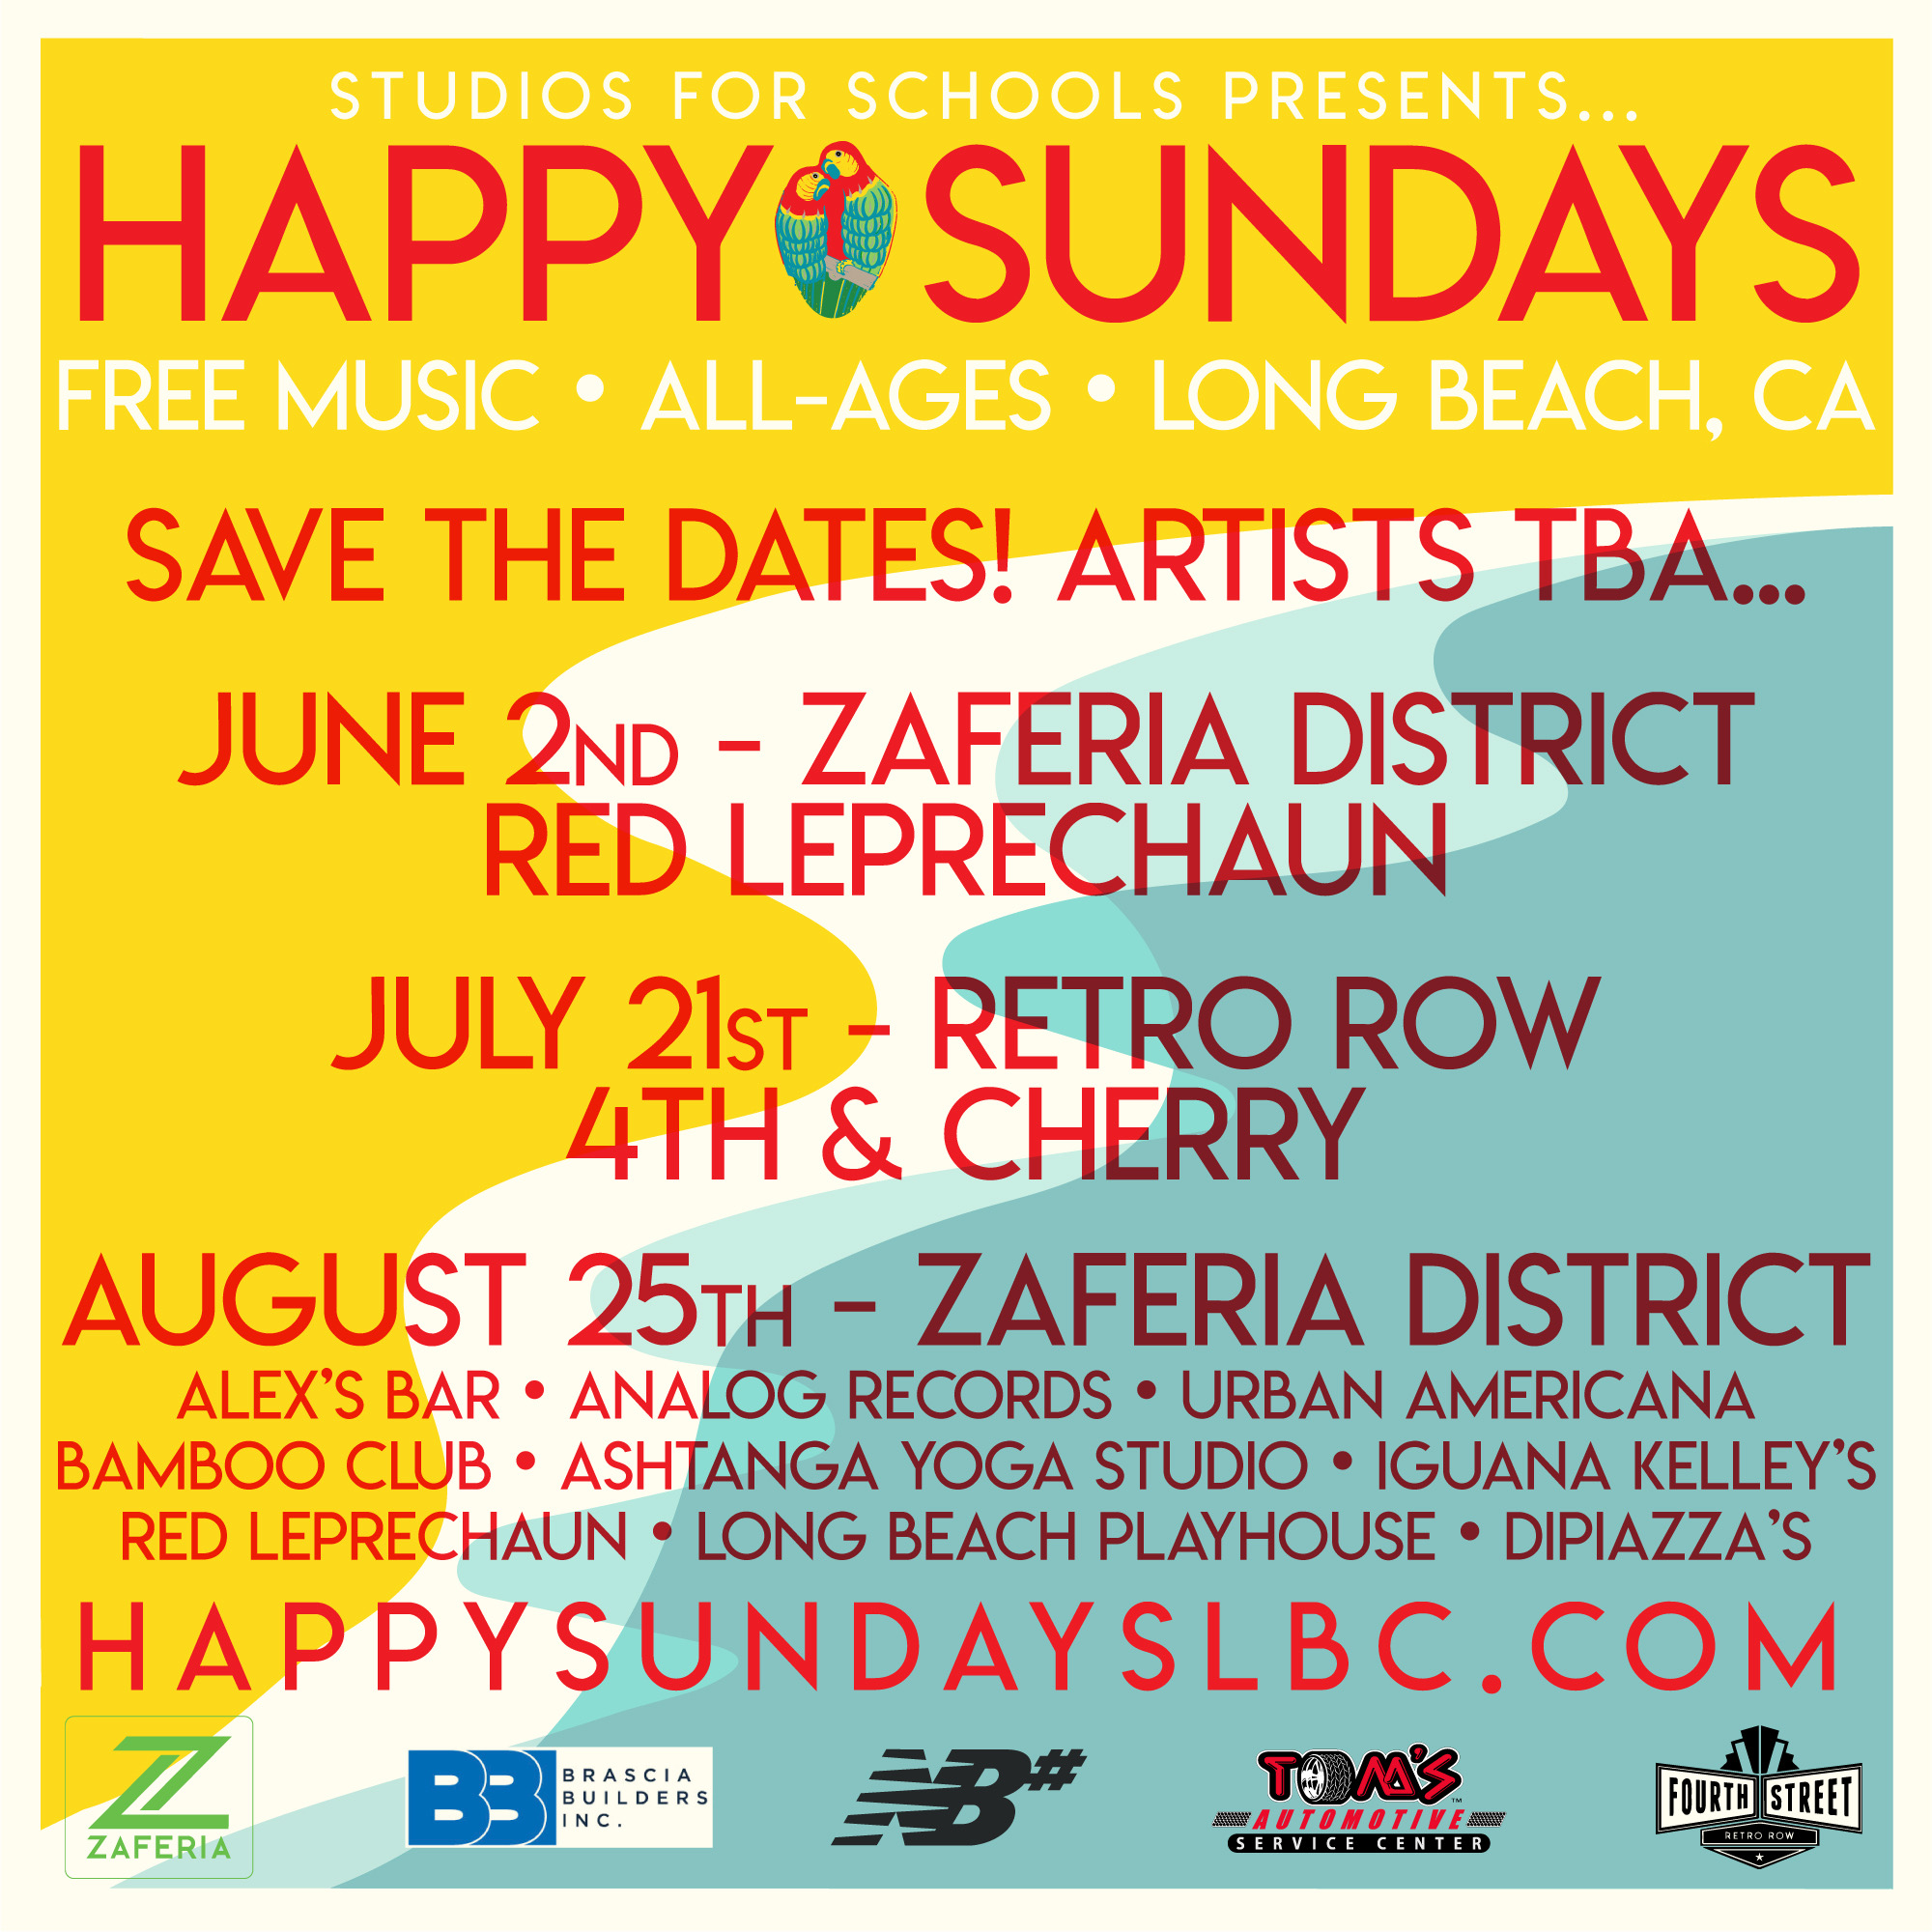 STUDIOS FOR SCHOOLS PRESENTS...
HAPPY SUNDAYS
FREE MUSIC • ALL-AGES • LONG BEACH, CA
SAVE THE DATES! ARTISTS TBA...
JUNE 2ND - ZAFERIA DISTRICT
RED LEPRECHAUN
JULY 21ST - RETRO ROW
4TH & CHERRY
AUGUST 25TH - ZAFERIA DISTRICT
ALEX'S BAR • ANALOG RECORDS • URBAN AMERICANA
BAMBOO CLUB • ASHTANGA YOGA STUDIO • IGUANA KELLEY'S
RED LEPRECHAUN • LONG BEACH PLAYHOUSE • DIPIAZZA'S
HAPPYSUNDAYSLBC.COM
Z
ZAFERIA
BB
BRASCIA
BUILDERS
INC.
NB#
TOM'S™
AUTOMOTIVE
SERVICE CENTER
FOURTH STREET
RETRO ROW